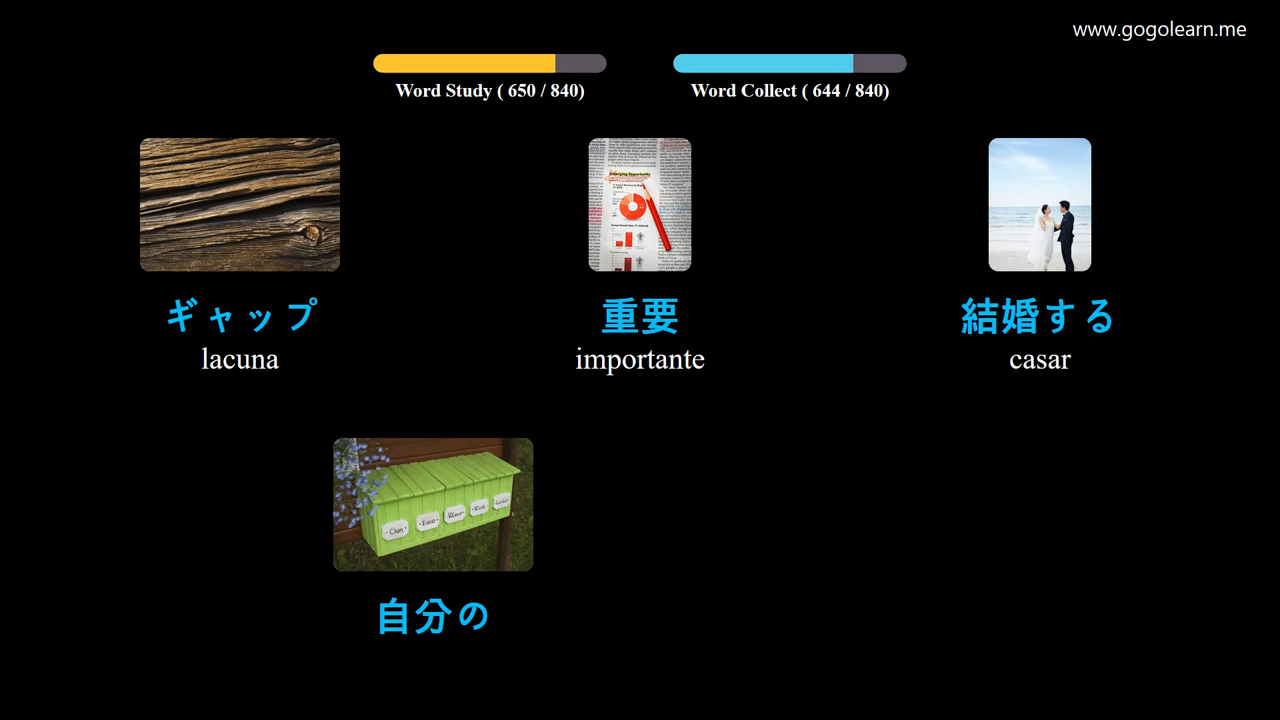 www.gogolearn.me
Word Study ( 650 / 840)
Word Collect ( 644 / 840)
ギャップ
重要
結婚する
lacuna
importante
casar
自分の